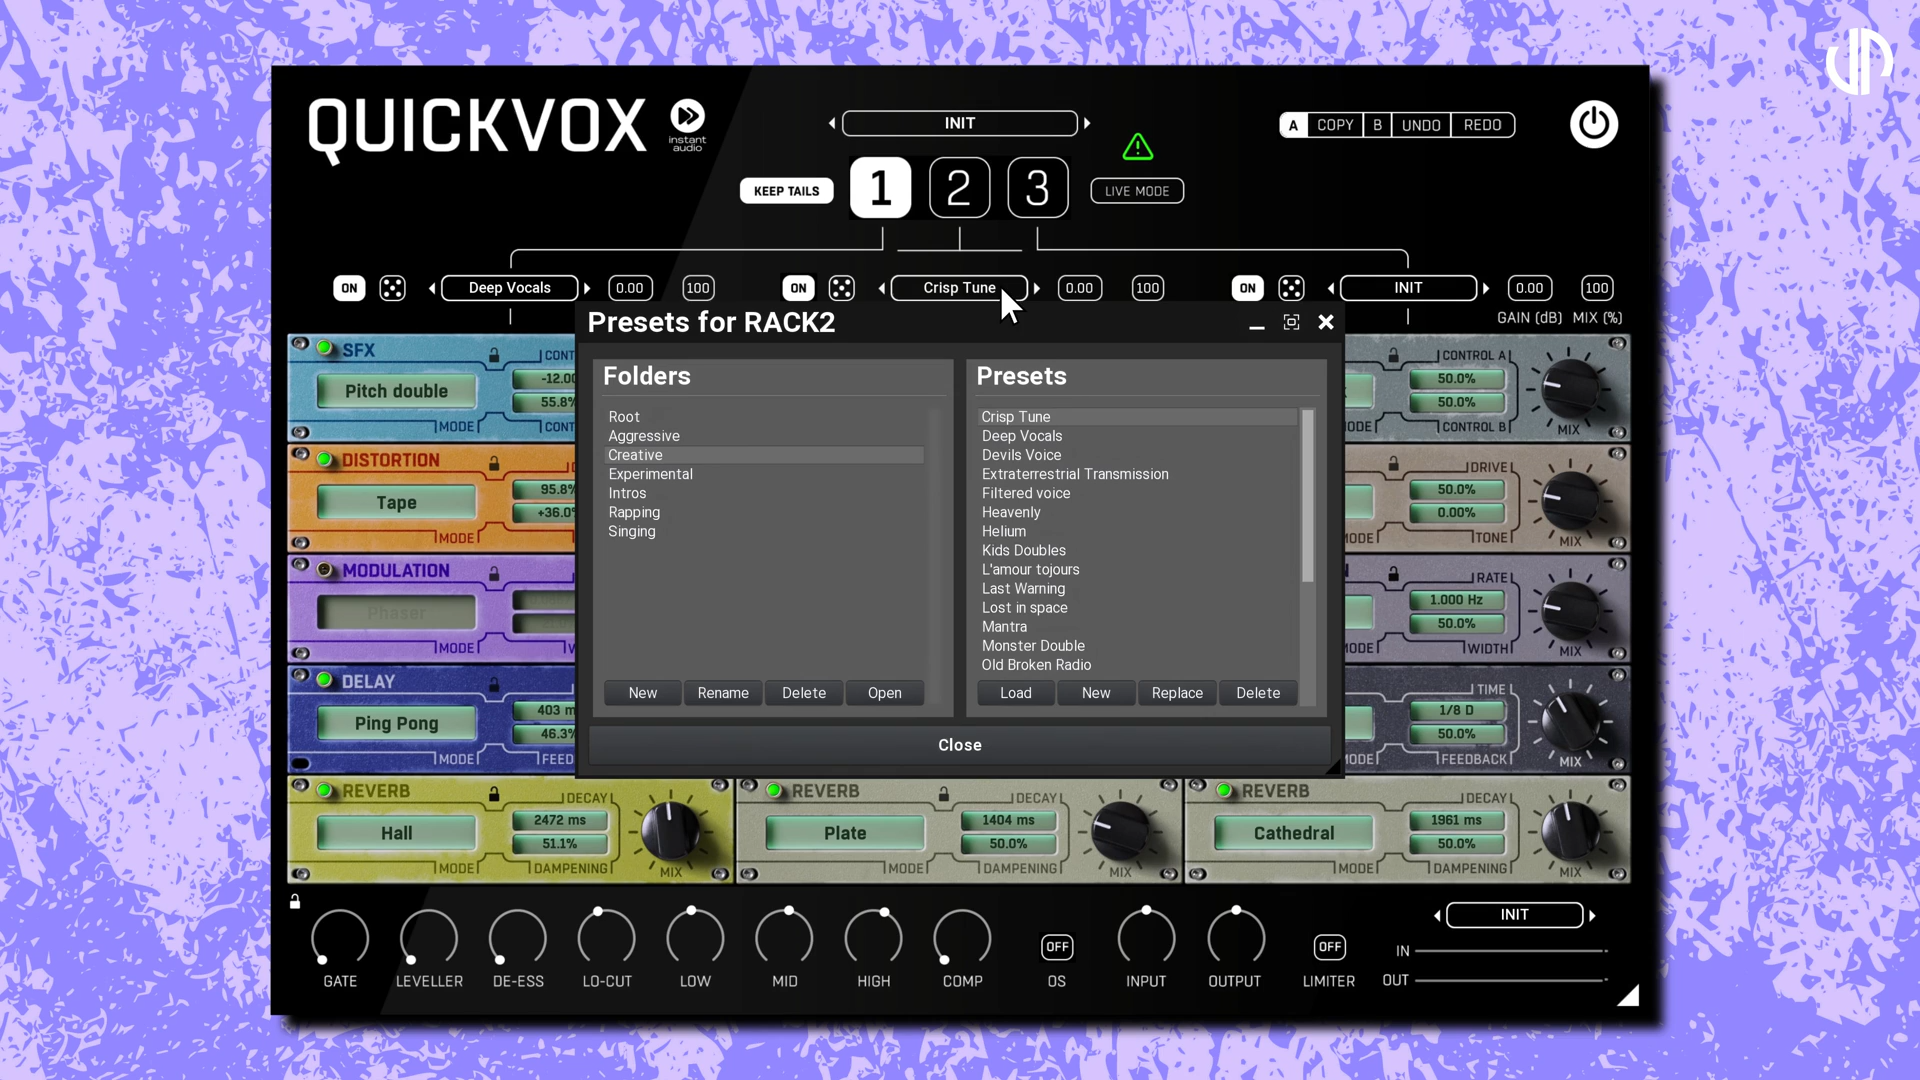 QUICKVOX
instant
audio
INIT
A COPY B UNDO REDO
KEEP TAILS
1 2 3
LIVE MODE
ON Deep Vocals 0.00 100
ON Crisp Tune 0.00 100
ON INIT 0.00 100
GAIN (dB) MIX (%)
Presets for RACK2
Folders
Root
Aggressive
Creative
Experimental
Intros
Rapping
Singing
New Rename Delete Open
Presets
Crisp Tune
Deep Vocals
Devils Voice
Extraterrestrial Transmission
Filtered voice
Heavenly
Helium
Kids Doubles
L'amour tojours
Last Warning
Lost in space
Mantra
Monster Double
Old Broken Radio
Load New Replace Delete
Close
SFX
Pitch double
MODE
55.8%
CONTROL A
50.0%
50.0%
CONTROL B
MIX
DISTORTION
Tape
MODE
95.8%
DRIVE
50.0%
0.00%
TONE
MIX
MODULATION
Phaser
MODE
RATE
1.000 Hz
50.0%
WIDTH
MIX
DELAY
Ping Pong
MODE
403
46.3%
TIME
1/8 D
50.0%
FEEDBACK
MIX
REVERB
Hall
MODE
DECAY
2472 ms
51.1%
DAMPENING
MIX
REVERB
Plate
MODE
DECAY
1404 ms
50.0%
DAMPENING
MIX
REVERB
Cathedral
MODE
DECAY
1961 ms
50.0%
DAMPENING
MIX
GATE LEVELLER DE-ESS LO-CUT LOW MID HIGH COMP
OFF
OS
INPUT OUTPUT
OFF
LIMITER
INIT
IN
OUT